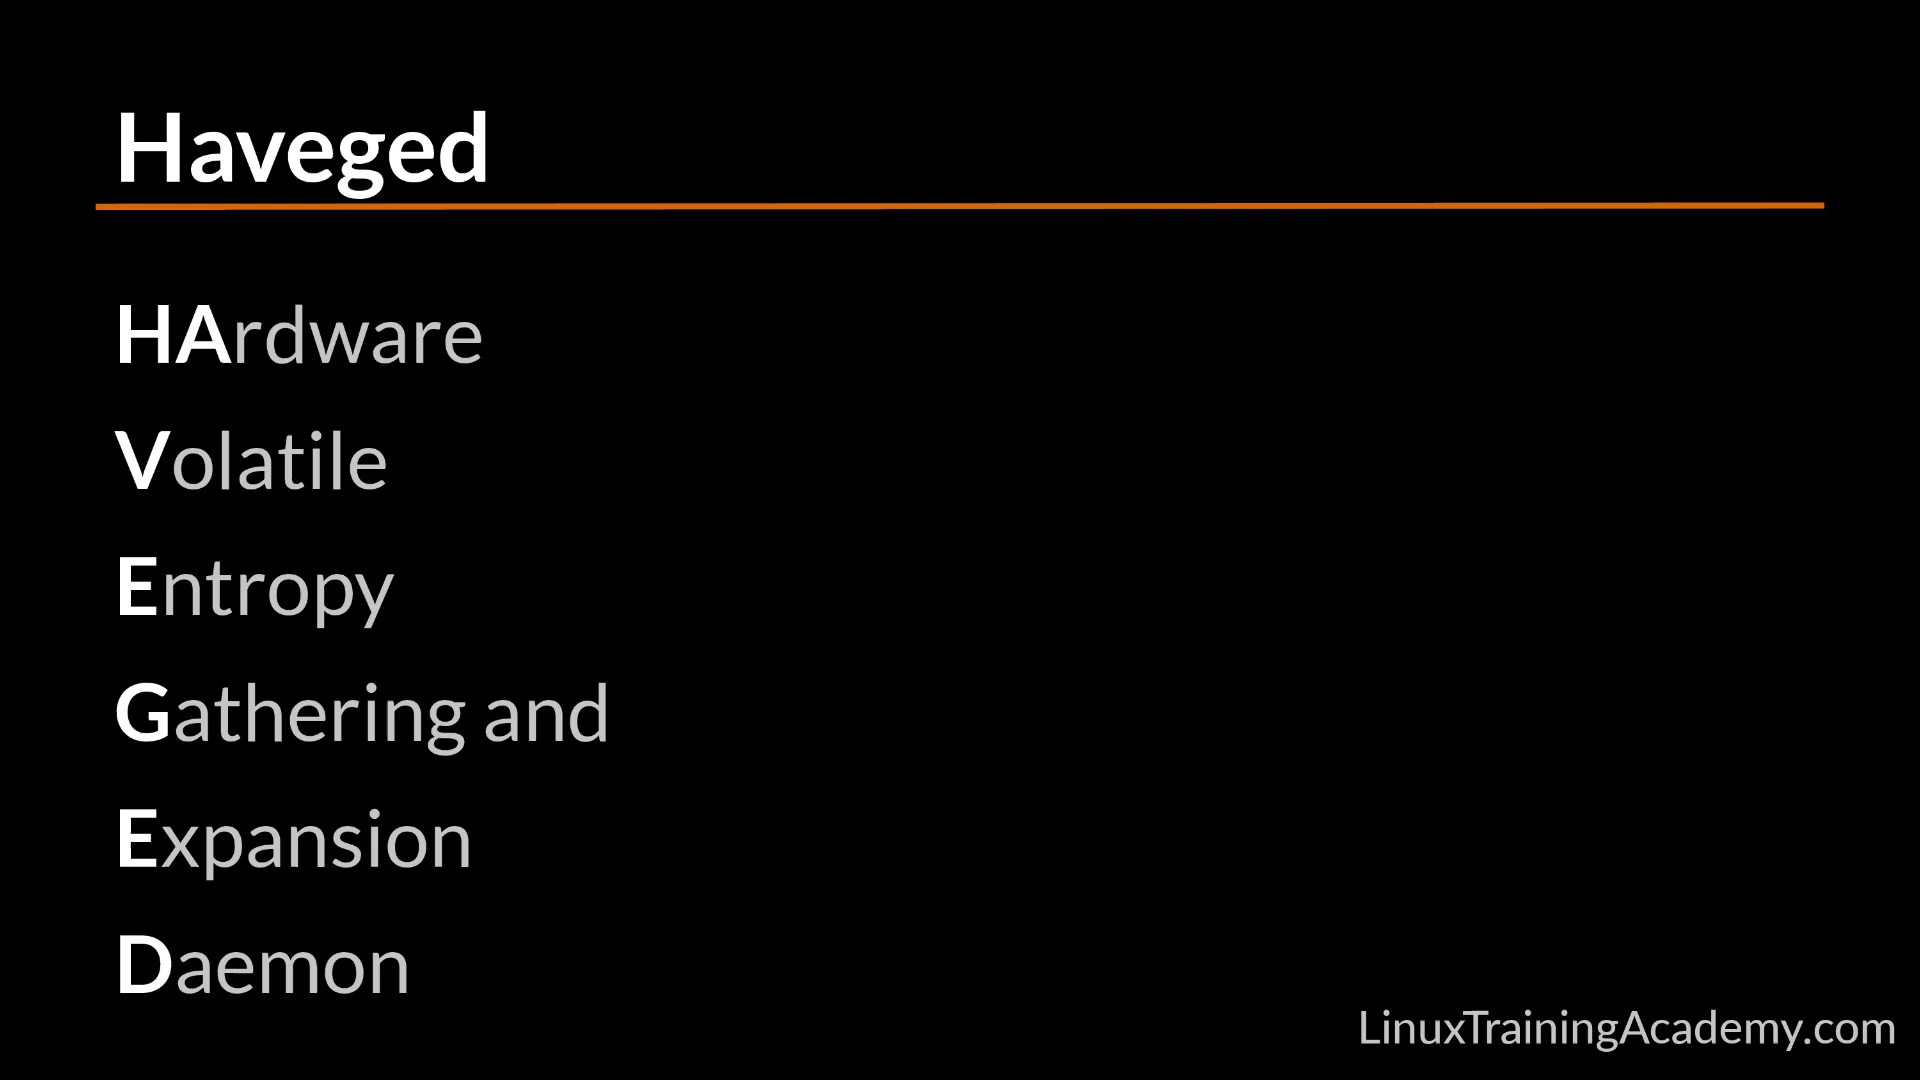 Haveged
HArdware
Volatile
Entropy
Gathering and
Expansion
Daemon
LinuxTrainingAcademy.com